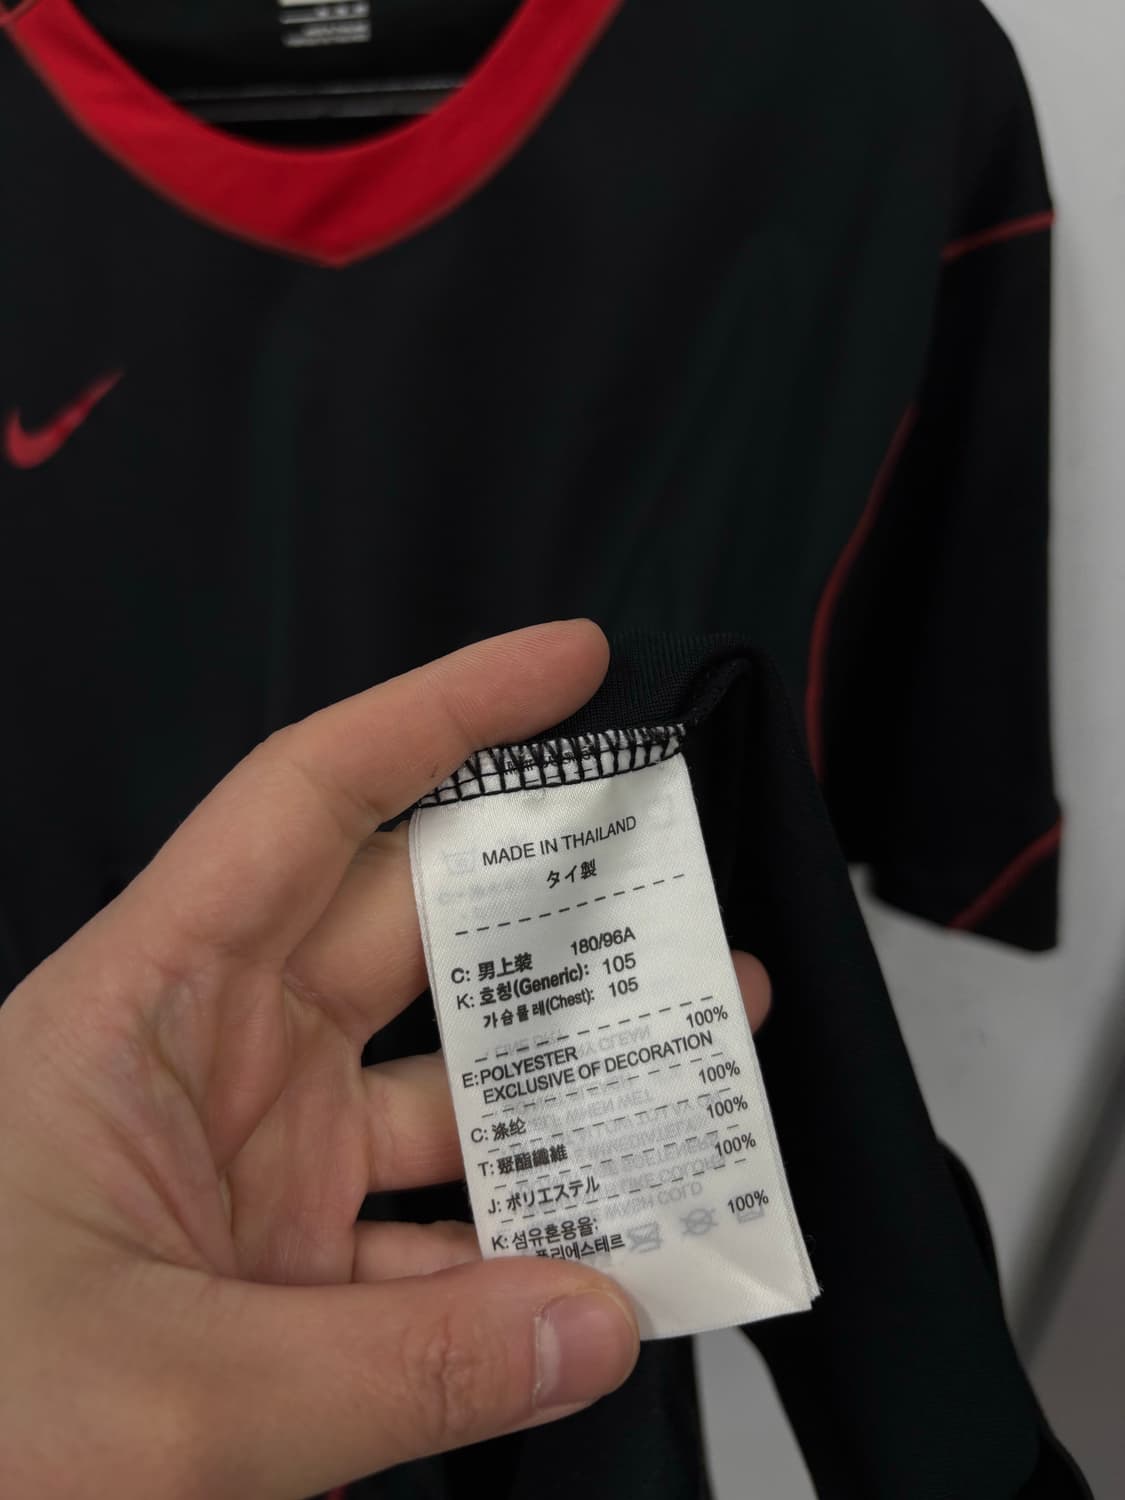 MADE IN THAILAND
タイ製
C: 男上装 180/96A
K: 호칭(Generic): 105
가슴둘레(Chest): 105
E: POLYESTER 100%
EXCLUSIVE OF DECORATION
C: 涤纶 100%
T: 聚酯纖維 100%
J: ポリエステル 100%
K: 섬유혼용율:
폴리에스테르 100%